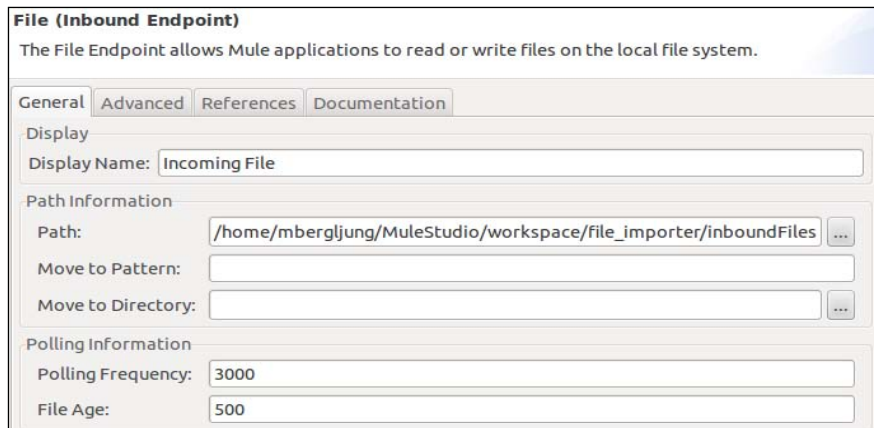 File (Inbound Endpoint)
The File Endpoint allows Mule applications to read or write files on the local file system.
General Advanced References Documentation
Display
Display Name: Incoming File
Path Information
Path: /home/mbergljung/MuleStudio/workspace/file_importer/inboundFiles ...
Move to Pattern:
Move to Directory: ...
Polling Information
Polling Frequency: 3000
File Age: 500